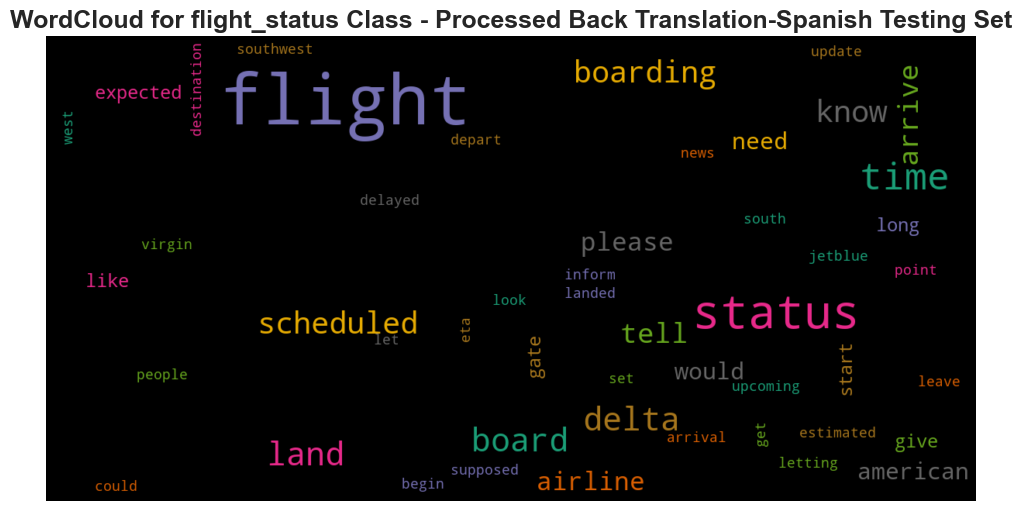 WordCloud for flight_status Class - Processed Back Translation-Spanish Testing Set
southwest
update
flight
boarding
expected
destination
arrive
know
west
depart
need
news
time
delayed
south
long
please
virgin
jetblue
inform
point
like
landed
look
status
scheduled
eta
tell
let
gate
start
would
people
set
upcoming
leave
delta
board
arrival
get
estimated
give
land
letting
supposed
american
could
begin
airline